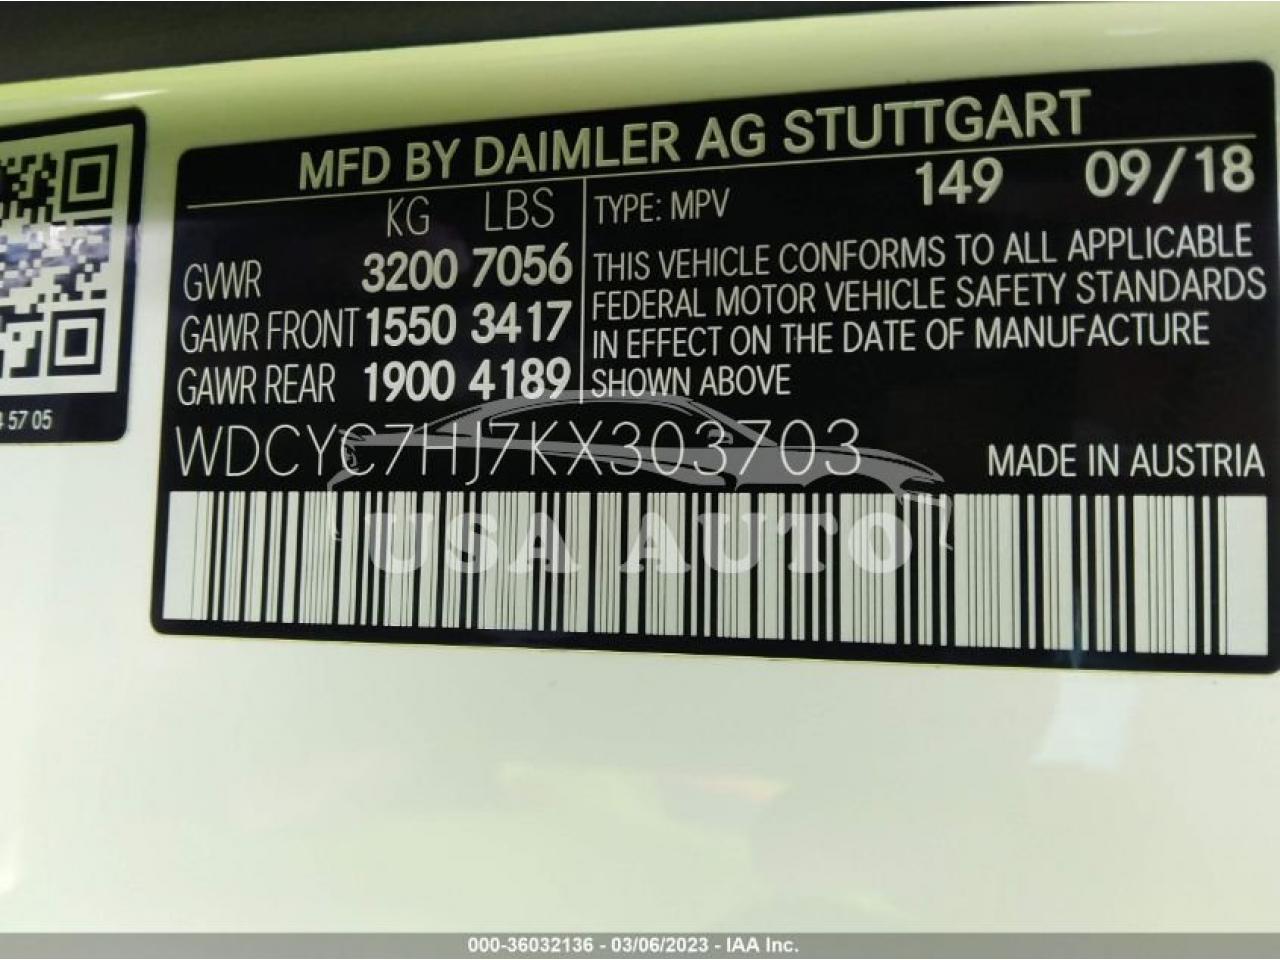 MFD BY DAIMLER AG STUTTGART
149 09/18
KG LBS
GVWR 3200 7056
GAWR FRONT 1550 3417
GAWR REAR 1900 4189
TYPE: MPV
THIS VEHICLE CONFORMS TO ALL APPLICABLE
FEDERAL MOTOR VEHICLE SAFETY STANDARDS
IN EFFECT ON THE DATE OF MANUFACTURE
SHOWN ABOVE
5705
WDCYC7HJ7KX303703 MADE IN AUSTRIA
USA AUTO
000-36032136 - 03/06/2023 - IAA Inc.